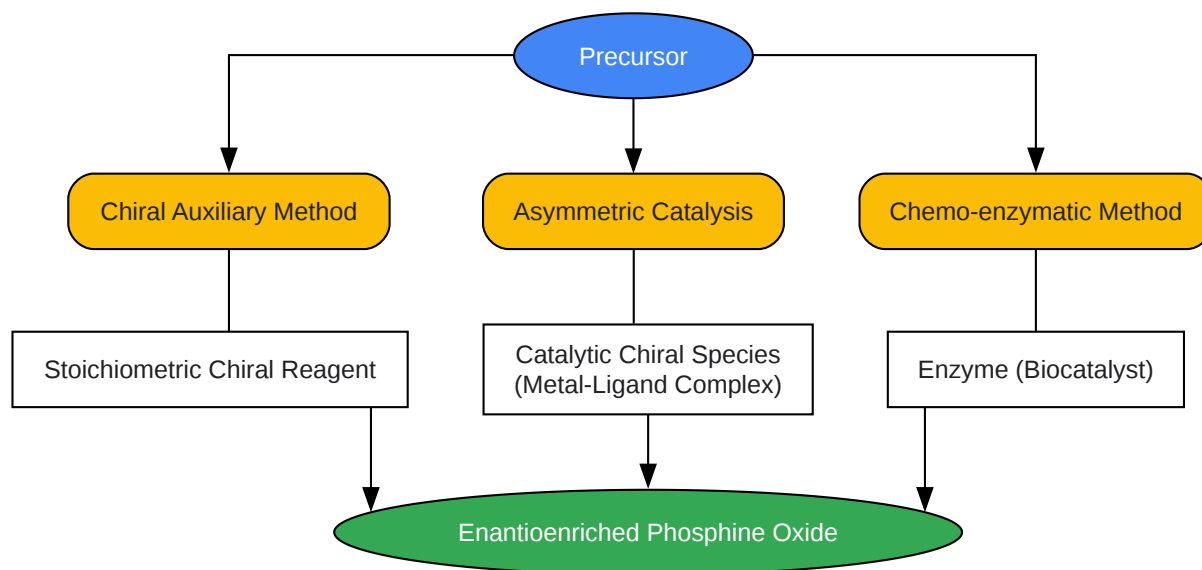 Precursor
Chiral Auxiliary Method
Asymmetric Catalysis
Chemo-enzymatic Method
Stoichiometric Chiral Reagent
Catalytic Chiral Species
(Metal-Ligand Complex)
Enzyme (Biocatalyst)
Enantioenriched Phosphine Oxide